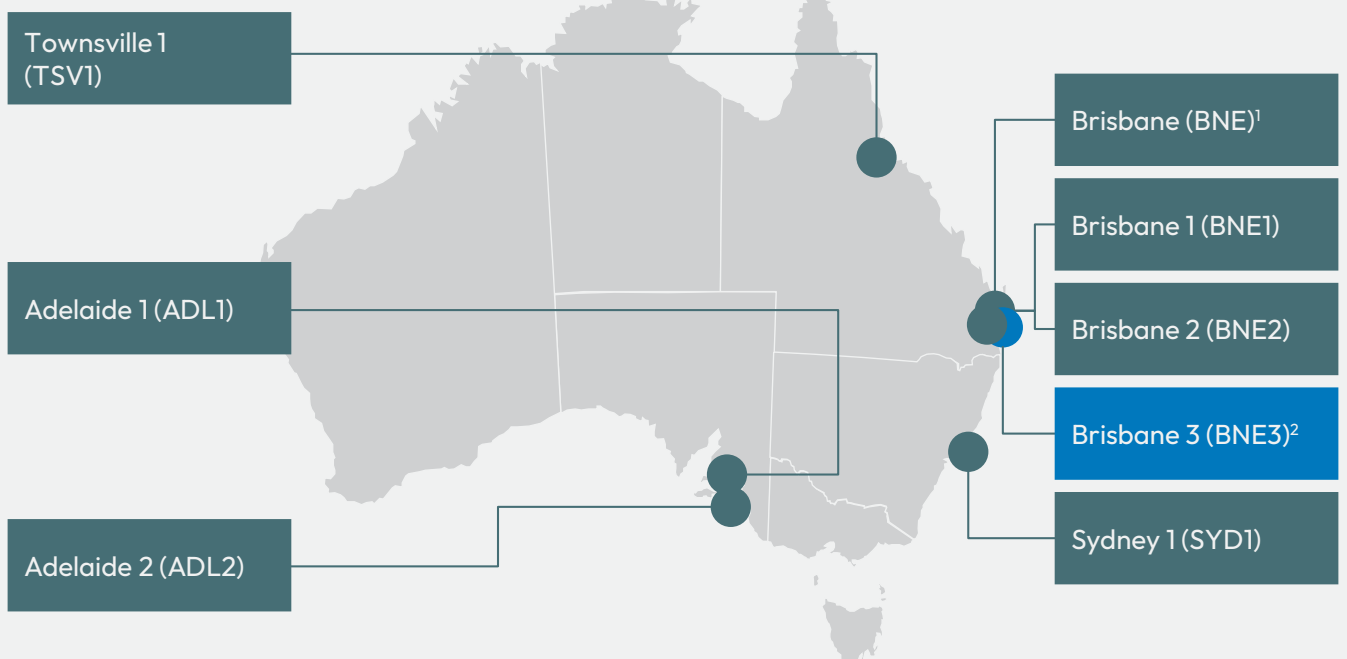 Townsville 1
(TSV1)
Adelaide 1 (ADL1)
Adelaide 2 (ADL2)
Brisbane (BNE)¹
Brisbane 1 (BNE1)
Brisbane 2 (BNE2)
Brisbane 3 (BNE3)²
Sydney 1 (SYD1)